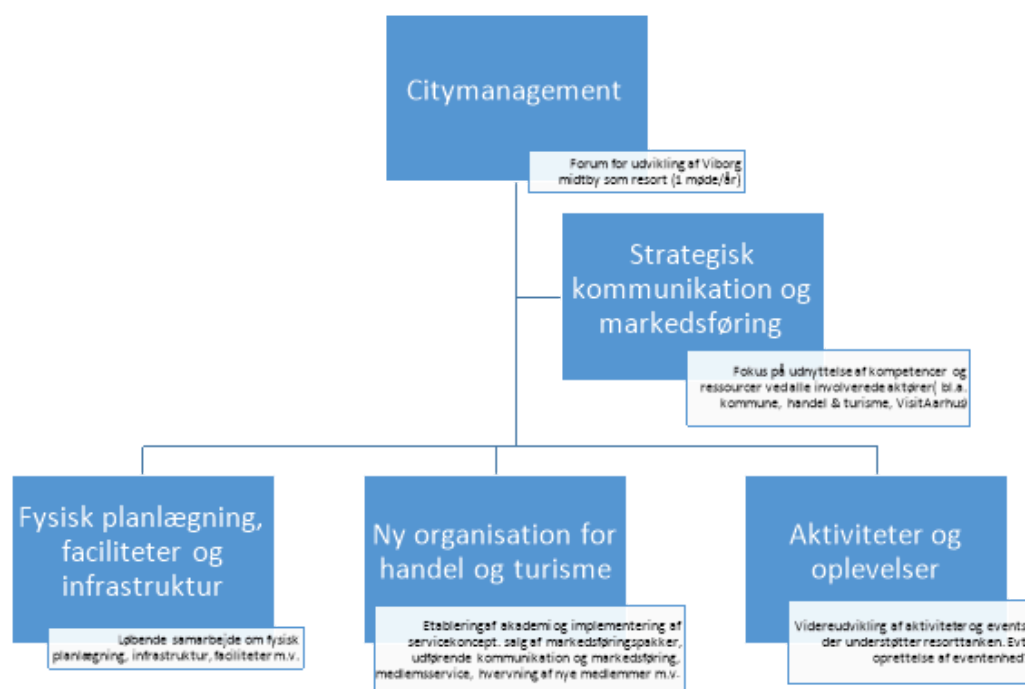 Citymanagement
Forum for udvikling af Viborg
midtby som resort (1 møde/år)
Strategisk
kommunikation og
markedsføring
Fokus på udnyttelse af kompetencer og
ressourcer ved alle involverede aktører( bl.a.
kommune, handel & turisme, VisitAarhus)
Fysisk planlægning,
faciliteter og
infrastruktur
Løbende samarbejde om fysisk
planlægning, infrastruktur, faciliteter m.v.
Ny organisation for
handel og turisme
Etablering af akademi og implementering af
servicekoncept. salg af markedsføringspakker,
udførende kommunikation og markedsføring,
medlemsservice, hvervning af nye medlemmer m.v.
Aktiviteter og
oplevelser
Videreudvikling af aktiviteter og events
der understøtter resorttanken. Evt
oprettelse af eventenhed